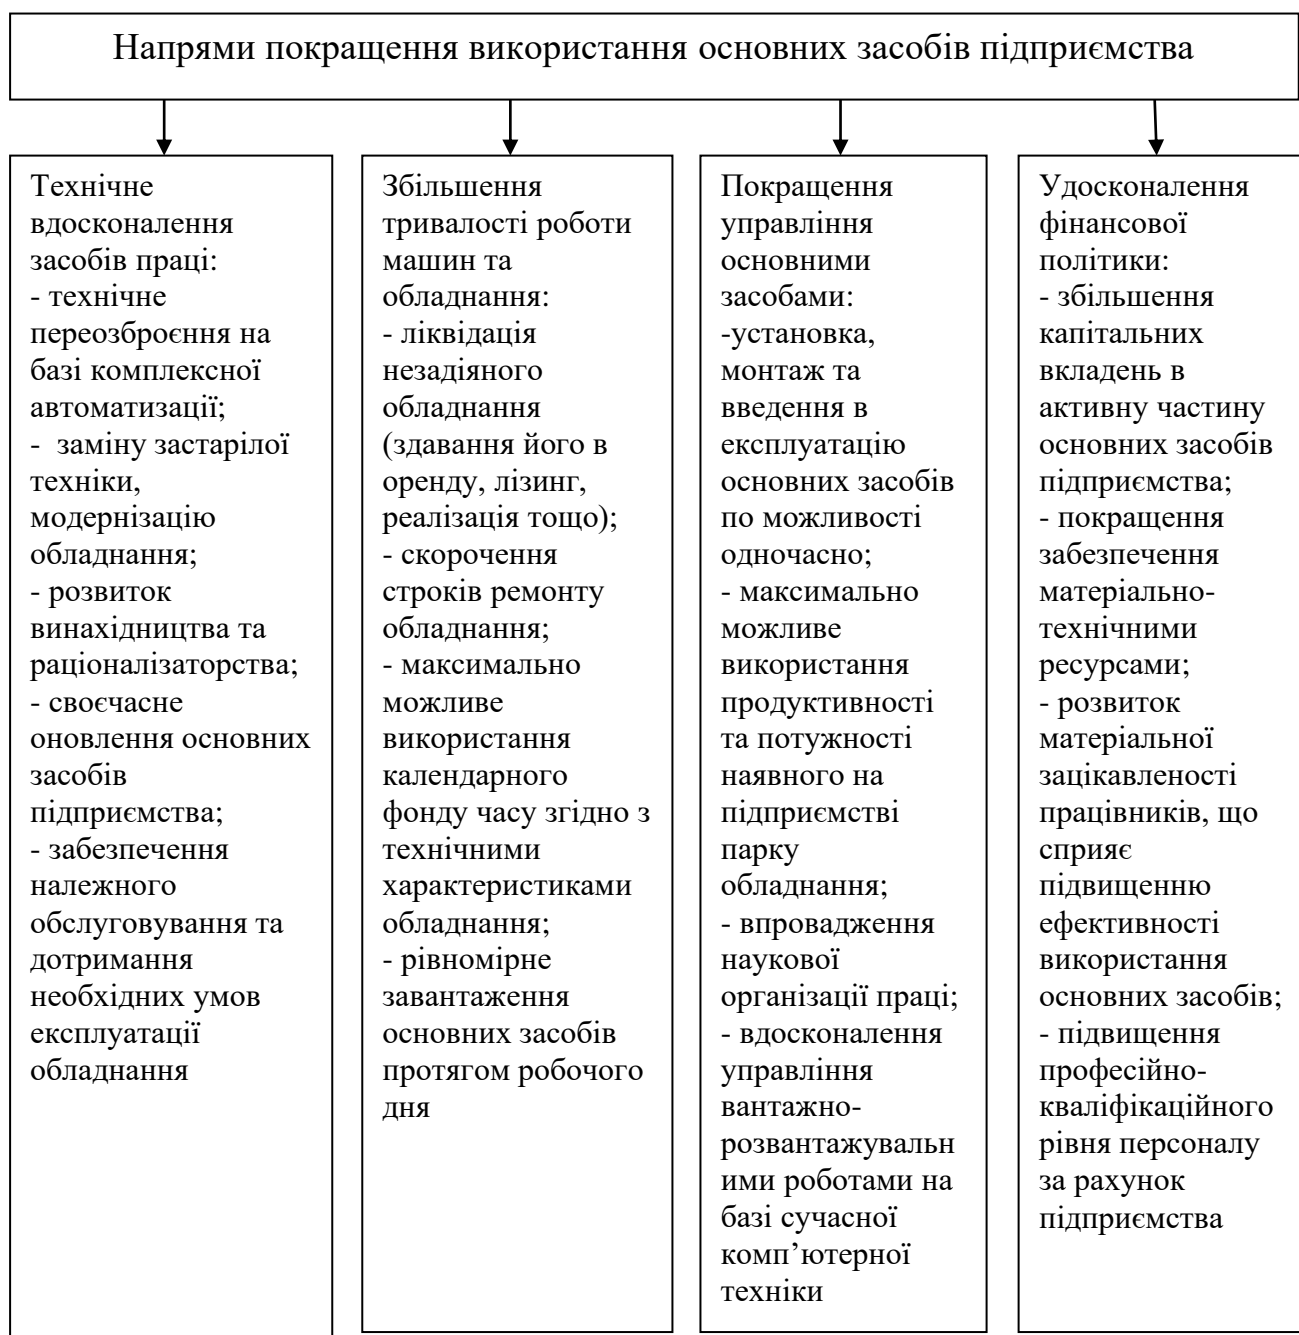 Напрями покращення використання основних засобів підприємства
Технічне
вдосконалення
засобів праці:
- технічне
переозброєння на
базі комплексної
автоматизації;
- заміну застарілої
техніки,
модернізацію
обладнання;
- розвиток
винахідництва та
раціоналізаторства;
- своєчасне
оновлення основних
засобів
підприємства;
- забезпечення
належного
обслуговування та
дотримання
необхідних умов
експлуатації
обладнання
Збільшення
тривалості роботи
машин та
обладнання:
- ліквідація
незадіяного
обладнання
(здавання його в
оренду, лізинг,
реалізація тощо);
- скорочення
строків ремонту
обладнання;
- максимально
можливе
використання
календарного
фонду часу згідно з
технічними
характеристиками
обладнання;
- рівномірне
завантаження
основних засобів
протягом робочого
дня
Покращення
управління
основними
засобами:
-установка,
монтаж та
введення в
експлуатацію
основних засобів
по можливості
одночасно;
- максимально
можливе
використання
продуктивності
та потужності
наявного на
підприємстві
парку
обладнання;
- впровадження
наукової
організації праці;
- вдосконалення
управління
вантажно-
розвантажувальн
ими роботами на
базі сучасної
комп’ютерної
техніки
Удосконалення
фінансової
політики:
- збільшення
капітальних
вкладень в
активну частину
основних засобів
підприємства;
- покращення
забезпечення
матеріально-
технічними
ресурсами;
- розвиток
матеріальної
зацікавленості
працівників, що
сприяє
підвищенню
ефективності
використання
основних засобів;
- підвищення
професійно-
кваліфікаційного
рівня персоналу
за рахунок
підприємства